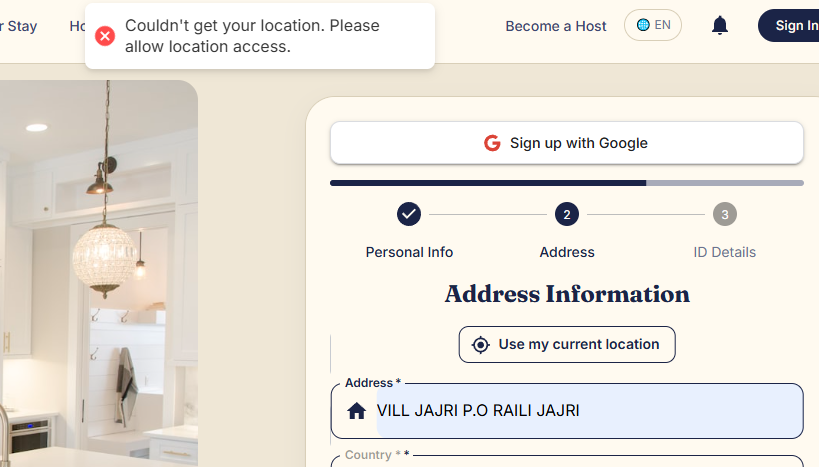 Couldn't get your location. Please
allow location access.
Stay
Become a Host
EN
Sign In
Sign up with Google
2
3
Personal Info
Address
ID Details
Address Information
Use my current location
Address *
VILL JAJRI P.O RAILI JAJRI
Country * *